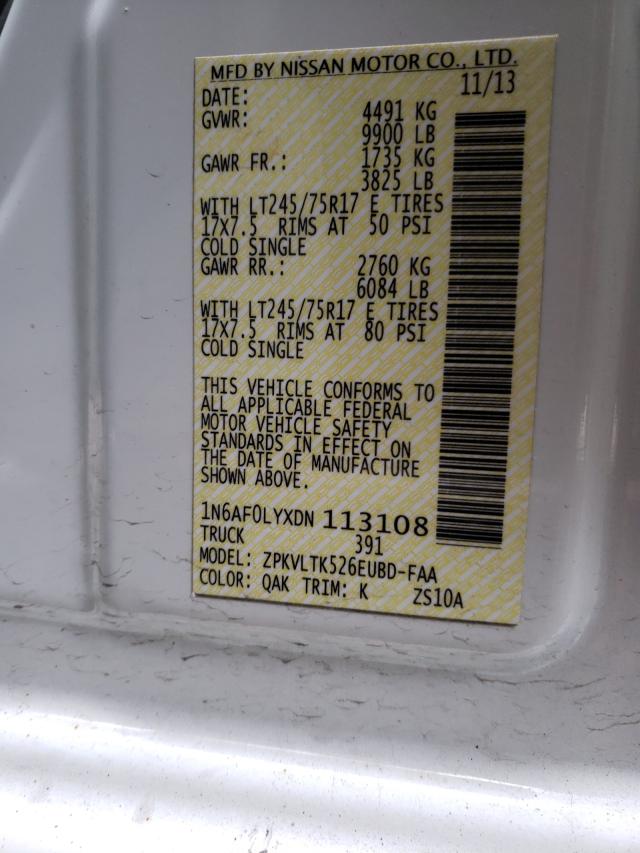 MFD BY NISSAN MOTOR CO., LTD.
DATE: 11/13
GVWR: 4491 KG
9900 LB
GAWR FR.: 1735 KG
3825 LB
WITH LT245/75R17 E TIRES
17X7.5 RIMS AT 50 PSI
COLD SINGLE
GAWR RR.: 2760 KG
6084 LB
WITH LT245/75R17 E TIRES
17X7.5 RIMS AT 80 PSI
COLD SINGLE
THIS VEHICLE CONFORMS TO
ALL APPLICABLE FEDERAL
MOTOR VEHICLE SAFETY
STANDARDS IN EFFECT ON
THE DATE OF MANUFACTURE
SHOWN ABOVE.
1N6AF0LYXDN 113108
TRUCK 391
MODEL: ZPKVLTK526EUBD-FAA
COLOR: QAK TRIM: K ZS10A